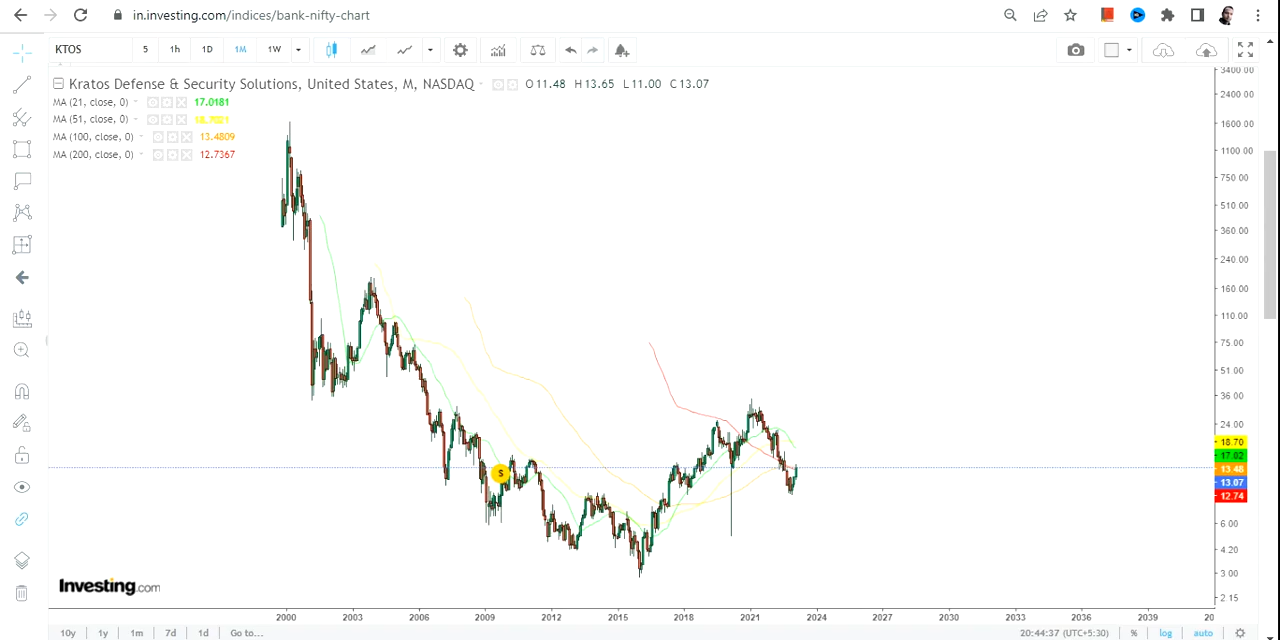 in.investing.com/indices/bank-nifty-chart
KTOS 5 1h 1D 1M 1W
Kratos Defense & Security Solutions, United States, M, NASDAQ O11.48 H13.65 L11.00 C13.07
MA (21, close, 0) 17.0181
MA (51, close, 0)
MA (100, close, 0) 13.4809
MA (200, close, 0) 12.7367
3400.00
2400.00
1600.00
1100.00
750.00
510.00
360.00
240.00
160.00
110.00
75.00
51.00
36.00
24.00
18.70
17.02
13.48
13.07
12.74
6.00
4.20
3.00
2.15
S
Investing.com
2000 2003 2006 2009 2012 2015 2018 2021 2024 2027 2030 2033 2036 2039 20
10y 1y 1m 7d 1d Go to... 20:44:37 (UTC+5:30) % log auto